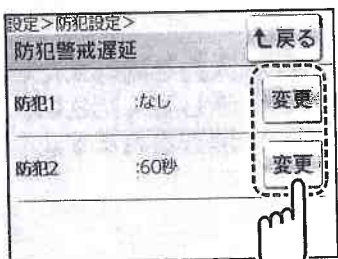 設定>防犯設定>
防犯警戒遅延
戻る
防犯1 :なし 変更
防犯2 :60秒 変更